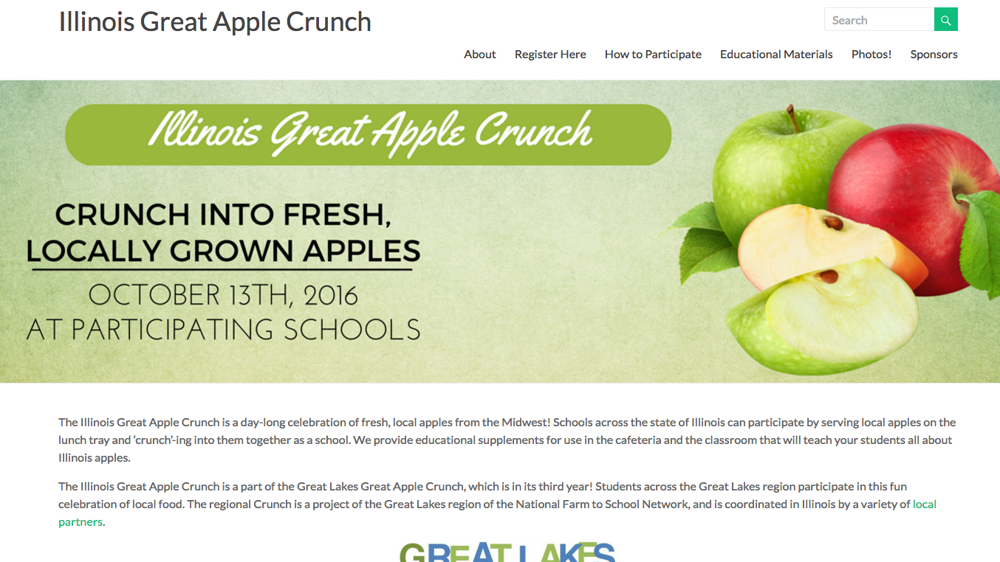 Illinois Great Apple Crunch
Search
About Register Here How to Participate Educational Materials Photos! Sponsors
Illinois Great Apple Crunch
CRUNCH INTO FRESH,
LOCALLY GROWN APPLES
OCTOBER 13TH, 2016
AT PARTICIPATING SCHOOLS
The Illinois Great Apple Crunch is a day-long celebration of fresh, local apples from the Midwest! Schools across the state of Illinois can participate by serving local apples on the
lunch tray and ‘crunch’-ing into them together as a school. We provide educational supplements for use in the cafeteria and the classroom that will teach your students all about
Illinois apples.
The Illinois Great Apple Crunch is a part of the Great Lakes Great Apple Crunch, which is in its third year! Students across the Great Lakes region participate in this fun
celebration of local food. The regional Crunch is a project of the Great Lakes region of the National Farm to School Network, and is coordinated in Illinois by a variety of local
partners.
GREAT LAKES